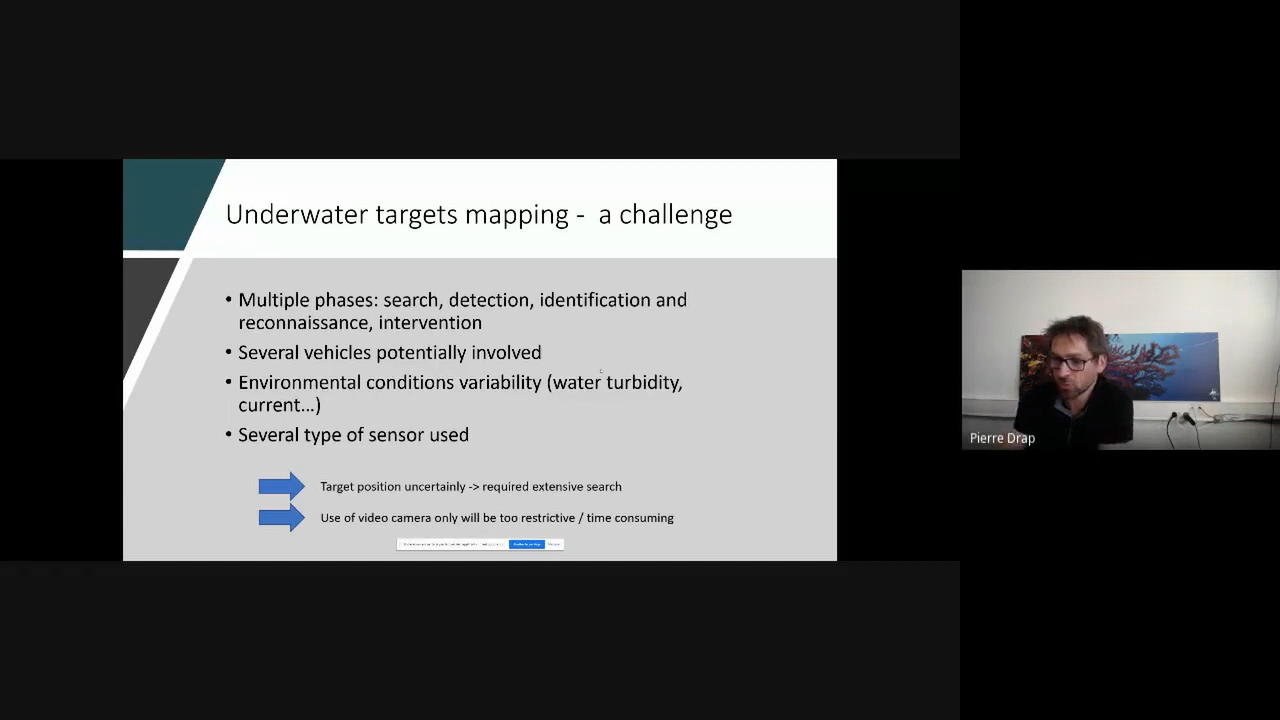 Underwater targets mapping - a challenge
• Multiple phases: search, detection, identification and
reconnaissance, intervention
• Several vehicles potentially involved
• Environmental conditions variability (water turbidity,
current...)
• Several type of sensor used
Target position uncertainly -> required extensive search
Use of video camera only will be too restrictive / time consuming
Pierre Drap